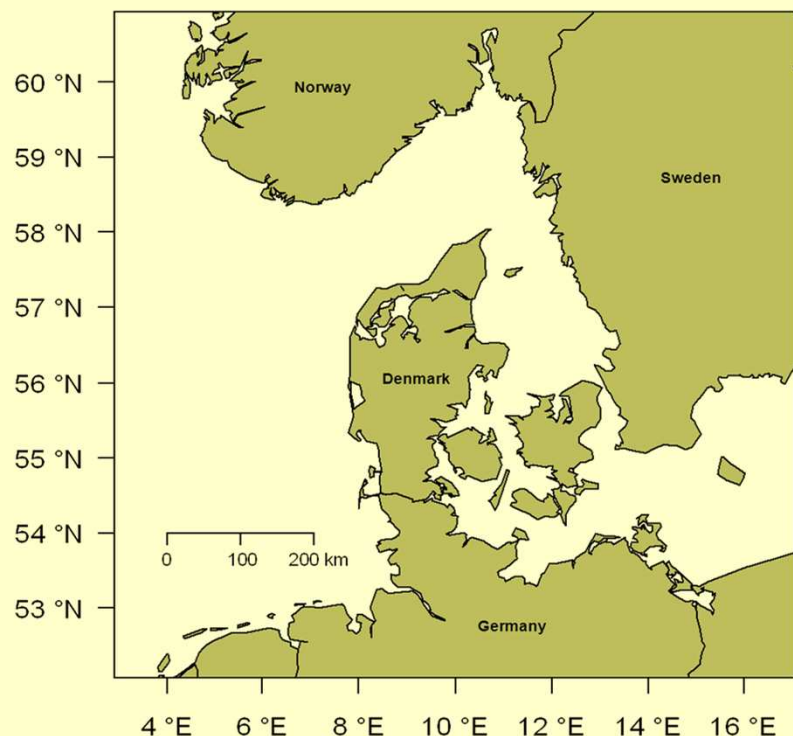 60 °N
59 °N
58 °N
57 °N
56 °N
55 °N
54 °N
53 °N
Norway
Sweden
Denmark
0 100 200 km
Germany
4 °E 6 °E 8 °E 10 °E 12 °E 14 °E 16 °E